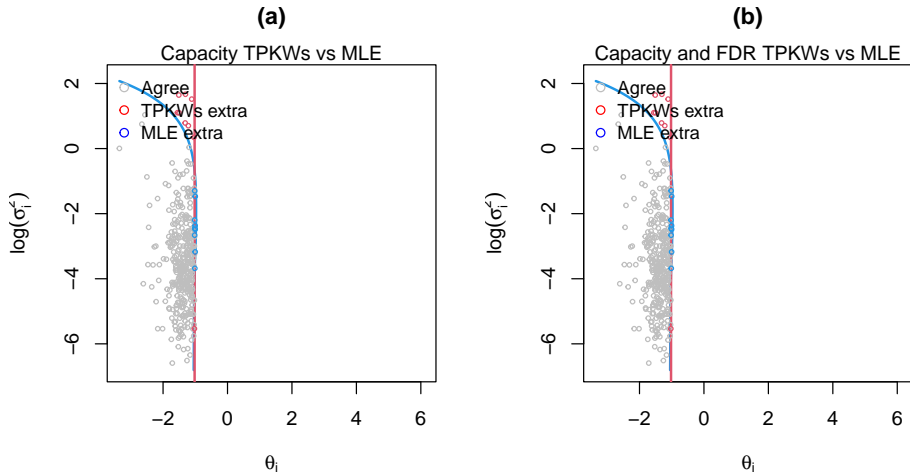 (a)
Capacity TPKWs vs MLE
2
0
−2
−4
−6
log(σᵢ²)
Agree
TPKWs extra
MLE extra
−2 0 2 4 6
θᵢ
(b)
Capacity and FDR TPKWs vs MLE
2
0
−2
−4
−6
log(σᵢ²)
Agree
TPKWs extra
MLE extra
−2 0 2 4 6
θᵢ